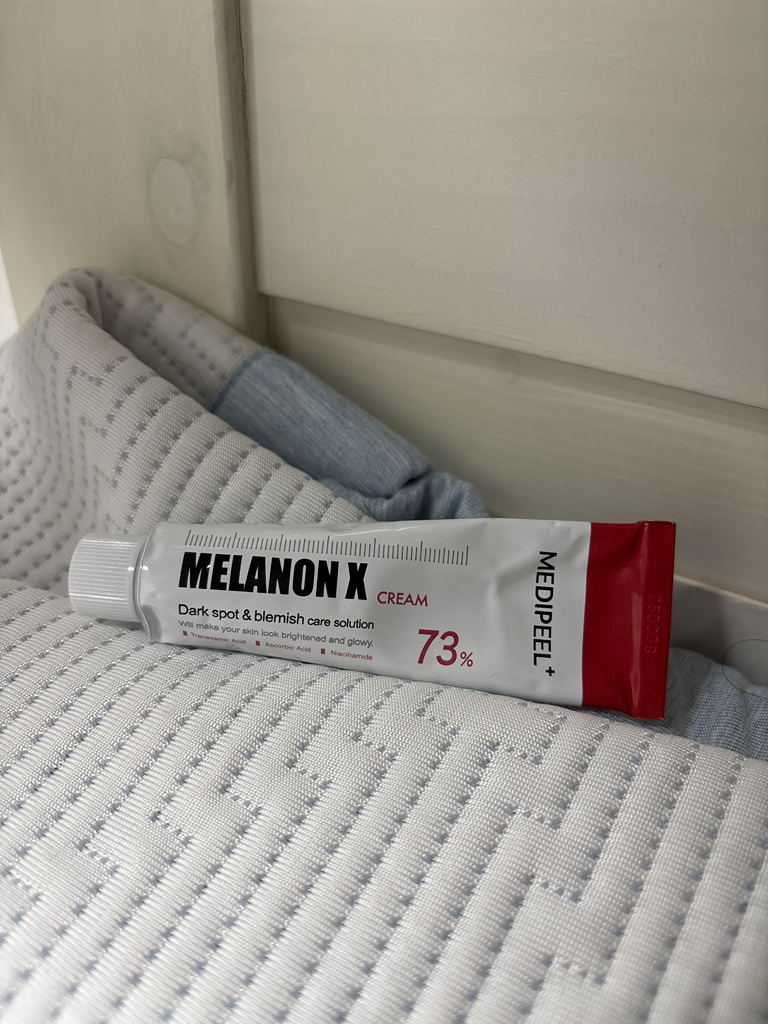 MELANON X CREAM
Dark spot & blemish care solution
Will make your skin look brightened and glowy.
Tranexamic Acid Ascorbic Acid Niacinamide
73%
MEDIPEEL+